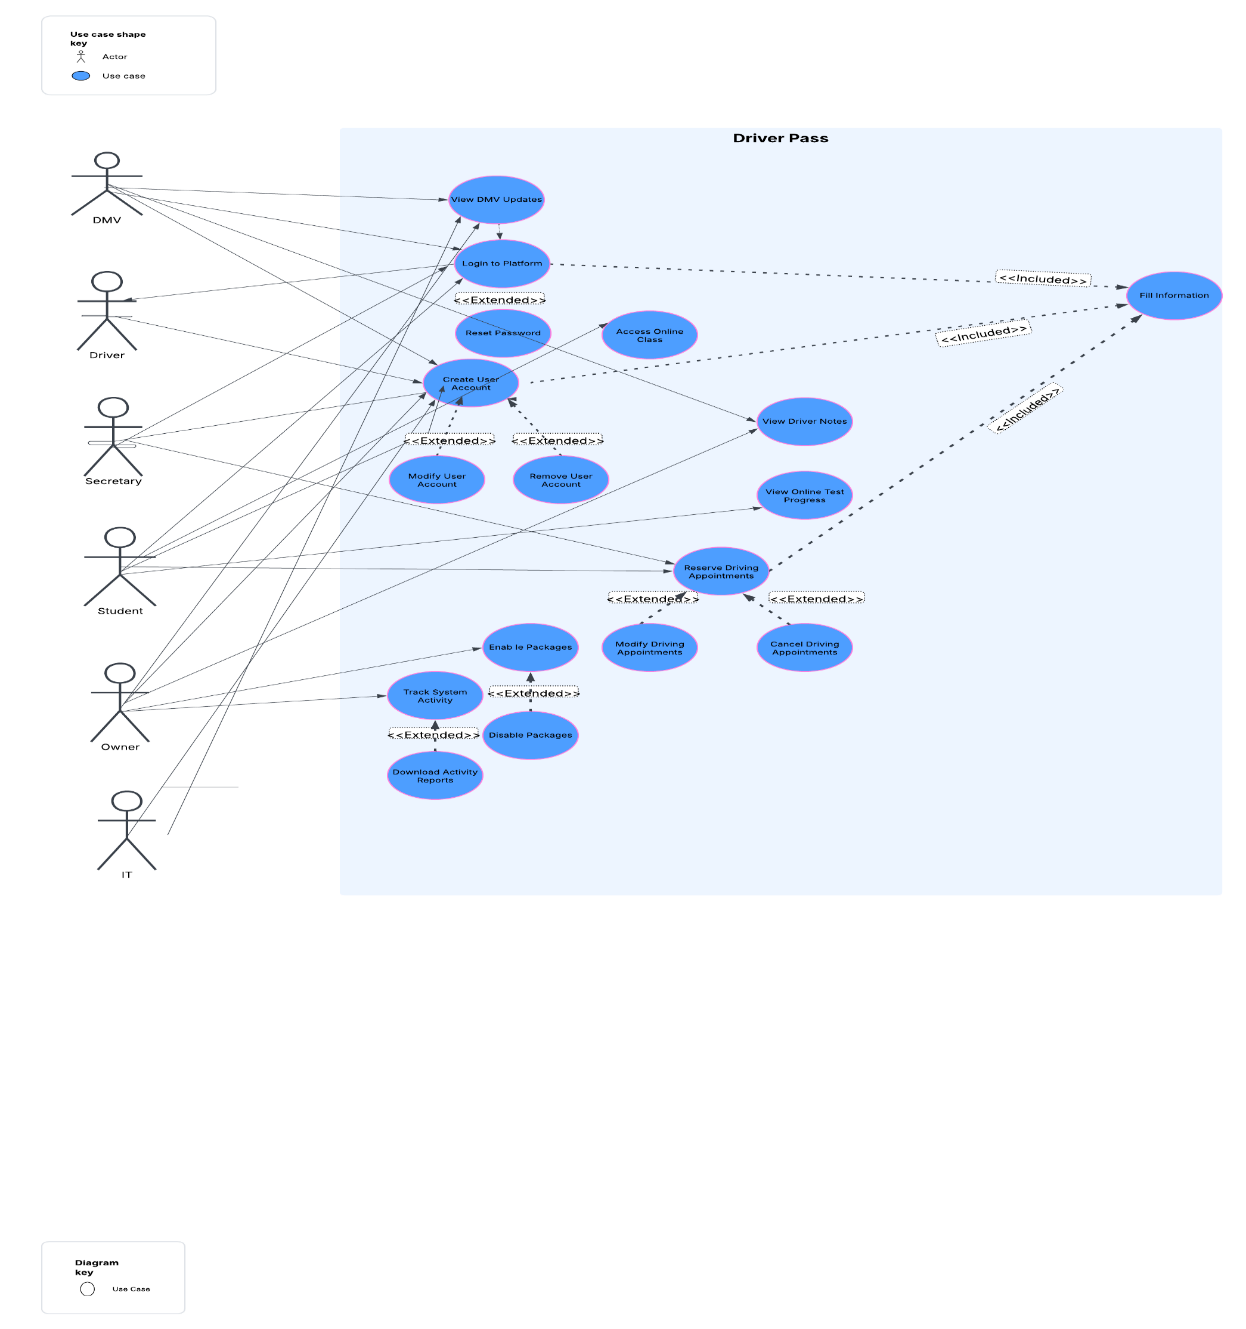 Use case shape
key
Actor
Use case
Driver Pass
DMV
View DMV Updates
Login to Platform
<<Included>>
Fill Information
Driver
<<Extended>>
Reset Password
Access Online
Class
<<Included>>
Create User
Account
<<Included>>
View Driver Notes
Secretary
<<Extended>>
<<Extended>>
Modify User
Account
Remove User
Account
View Online Test
Progress
Student
Reserve Driving
Appointments
<<Extended>>
<<Extended>>
Enab le Packages
Modify Driving
Appointments
Cancel Driving
Appointments
Owner
Track System
Activity
<<Extended>>
<<Extended>>
Disable Packages
Download Activity
Reports
IT
Diagram
key
Use Case